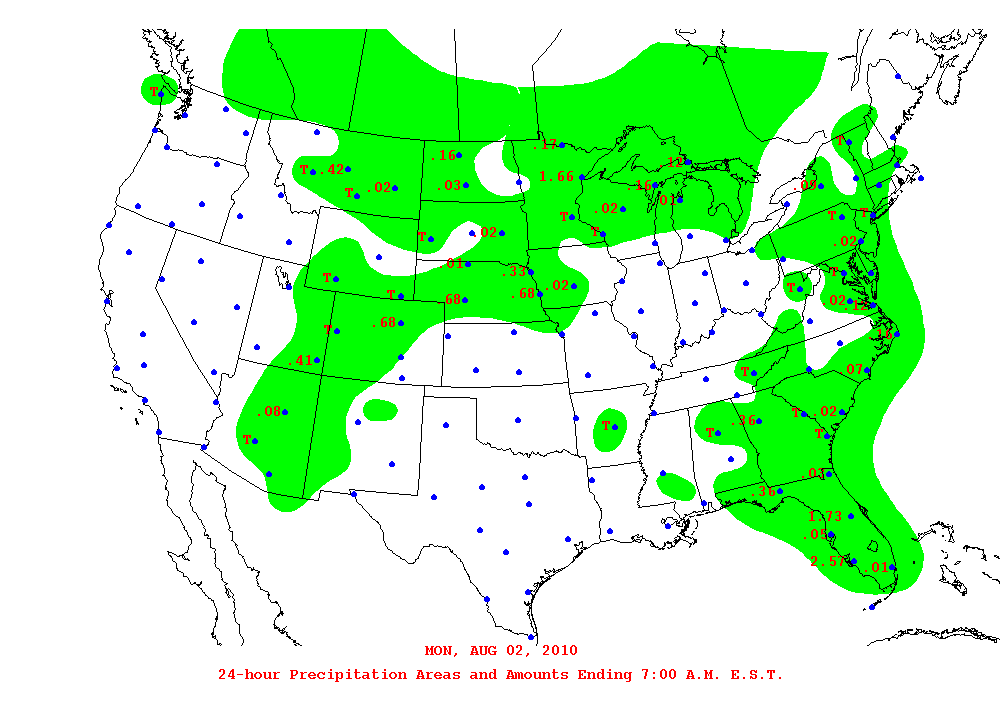 T
.17
.16
.12
T
T .42
1.66
T .02
.03
.16
.09
.01
.02
T
T
T
T
.02
T
.02
.01
.33
T
T
.02
T
.68
.68
.02
.12
T
.68
T
.16
.41
T
.07
.08
T
.02
.36
T
T
T
T
.03
.36
1.73
.05
2.57
.01
MON, AUG 02, 2010
24-hour Precipitation Areas and Amounts Ending 7:00 A.M. E.S.T.